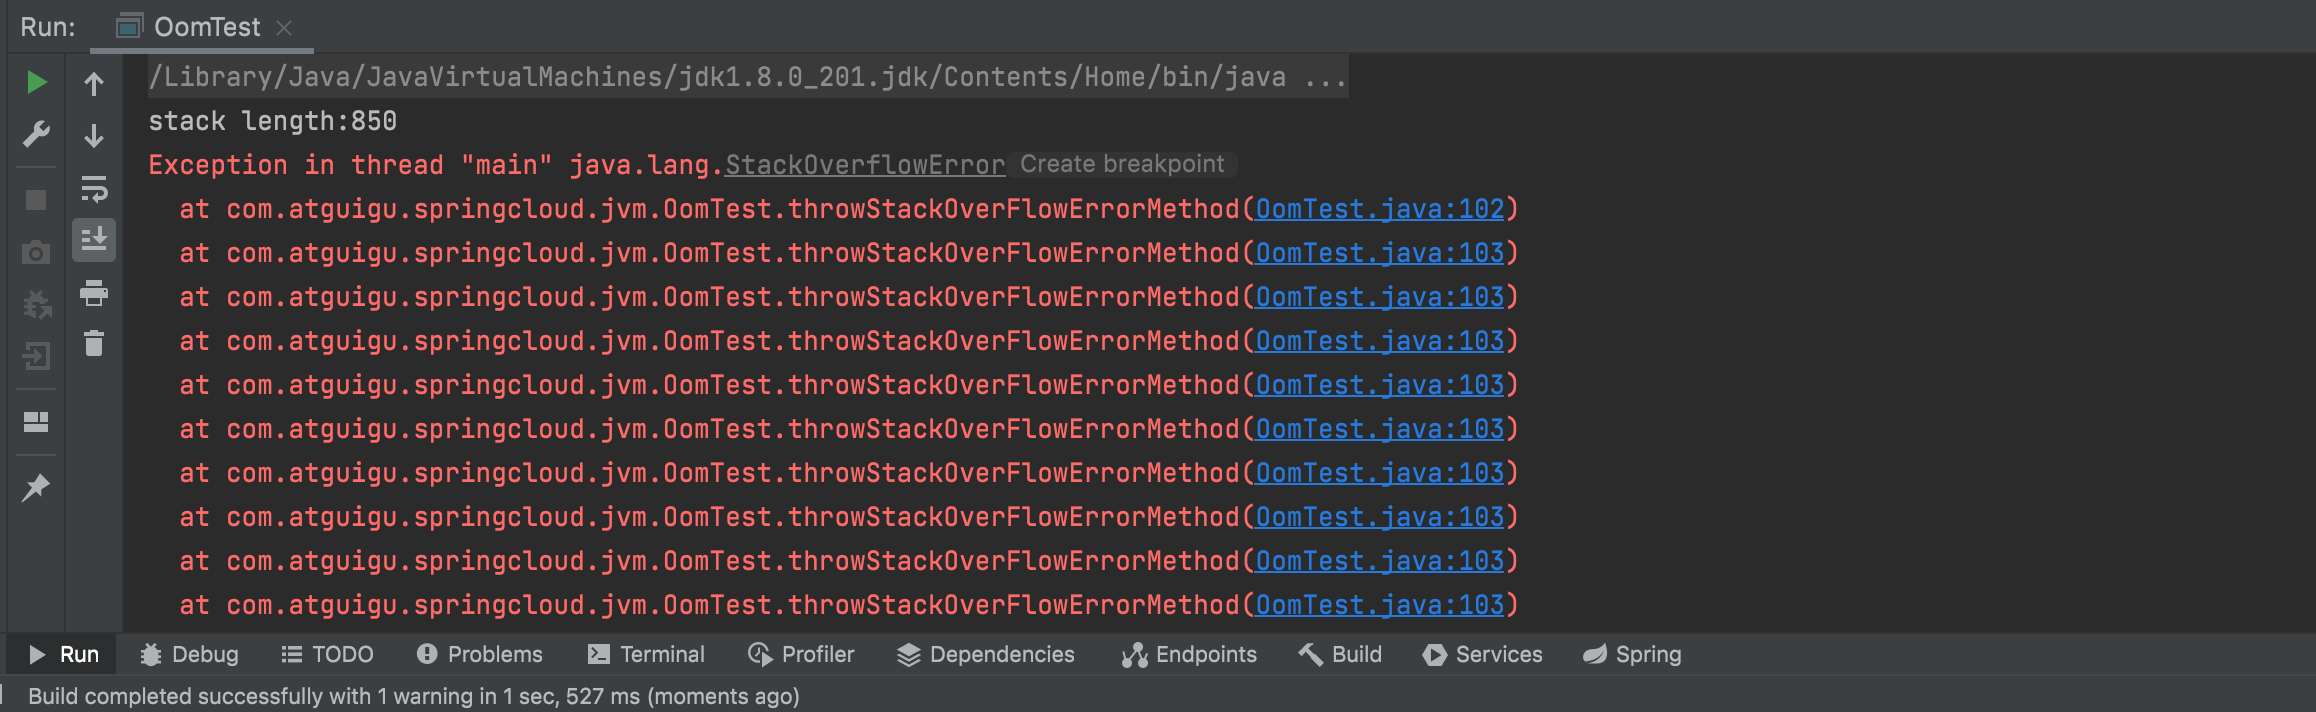 Run: OomTest
/Library/Java/JavaVirtualMachines/jdk1.8.0_201.jdk/Contents/Home/bin/java ...
stack length:850
Exception in thread "main" java.lang.StackOverflowError Create breakpoint
at com.atguigu.springcloud.jvm.OomTest.throwStackOverFlowErrorMethod(OomTest.java:102)
at com.atguigu.springcloud.jvm.OomTest.throwStackOverFlowErrorMethod(OomTest.java:103)
at com.atguigu.springcloud.jvm.OomTest.throwStackOverFlowErrorMethod(OomTest.java:103)
at com.atguigu.springcloud.jvm.OomTest.throwStackOverFlowErrorMethod(OomTest.java:103)
at com.atguigu.springcloud.jvm.OomTest.throwStackOverFlowErrorMethod(OomTest.java:103)
at com.atguigu.springcloud.jvm.OomTest.throwStackOverFlowErrorMethod(OomTest.java:103)
at com.atguigu.springcloud.jvm.OomTest.throwStackOverFlowErrorMethod(OomTest.java:103)
at com.atguigu.springcloud.jvm.OomTest.throwStackOverFlowErrorMethod(OomTest.java:103)
at com.atguigu.springcloud.jvm.OomTest.throwStackOverFlowErrorMethod(OomTest.java:103)
at com.atguigu.springcloud.jvm.OomTest.throwStackOverFlowErrorMethod(OomTest.java:103)
Run Debug TODO Problems Terminal Profiler Dependencies Endpoints Build Services Spring
Build completed successfully with 1 warning in 1 sec, 527 ms (moments ago)